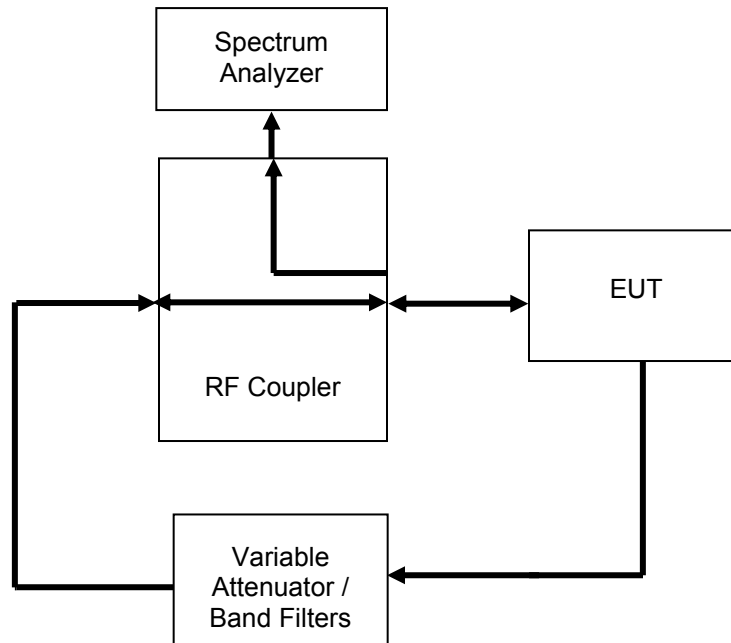 Spectrum
Analyzer
EUT
RF Coupler
Variable
Attenuator /
Band Filters